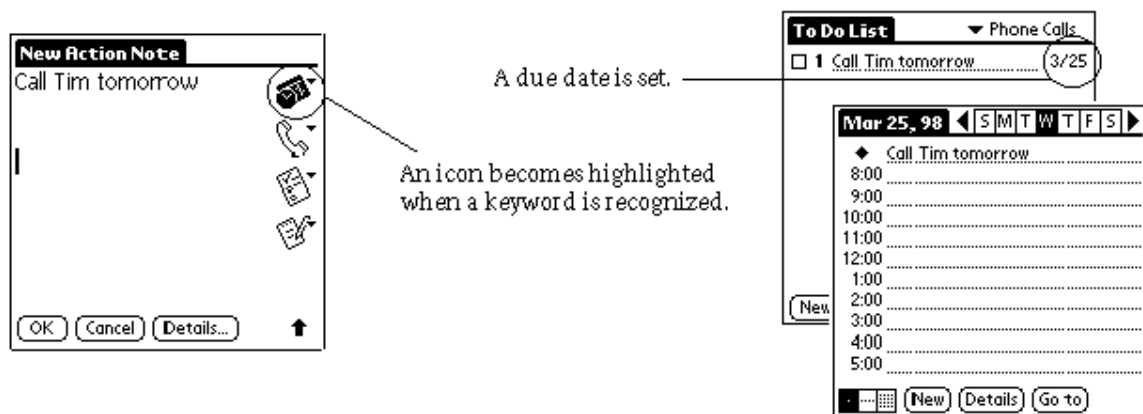 New Action Note
Call Tim tomorrow
OK Cancel Details...
An icon becomes highlighted
when a keyword is recognized.
A due date is set.
To Do List Phone Calls
1 Call Tim tomorrow 3/25
New
Mar 25, 98 S M T W T F S
Call Tim tomorrow
8:00
9:00
10:00
11:00
12:00
1:00
2:00
3:00
4:00
5:00
New Details Go to